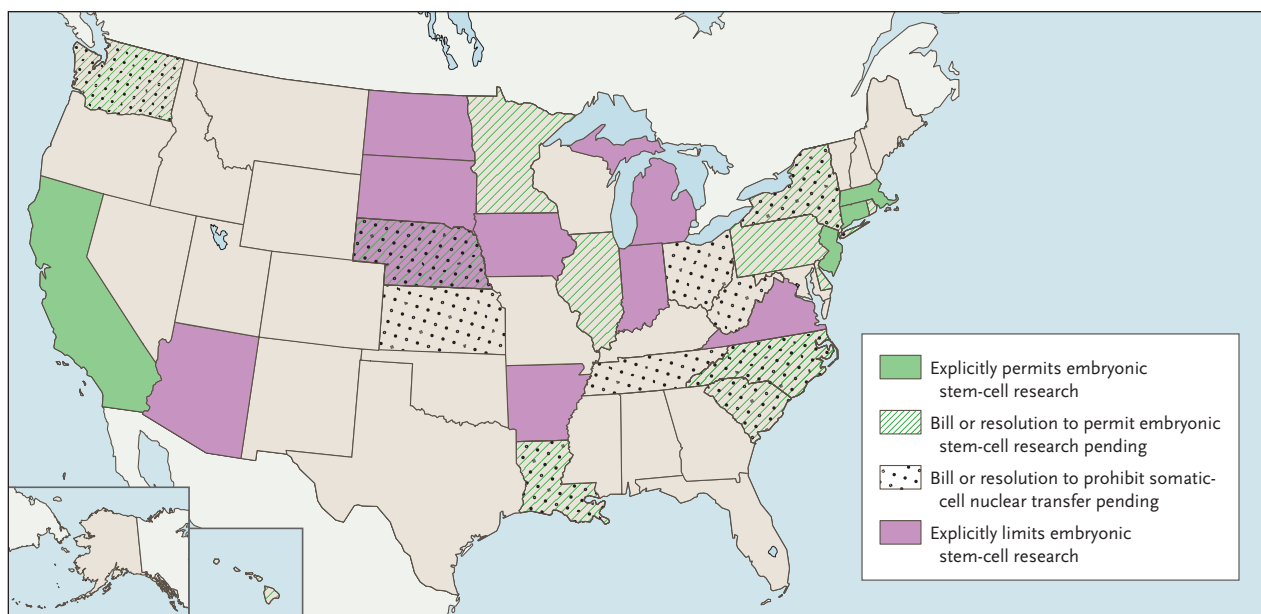 Explicitly permits embryonic
stem-cell research
Bill or resolution to permit embryonic
stem-cell research pending
Bill or resolution to prohibit somatic-
cell nuclear transfer pending
Explicitly limits embryonic
stem-cell research